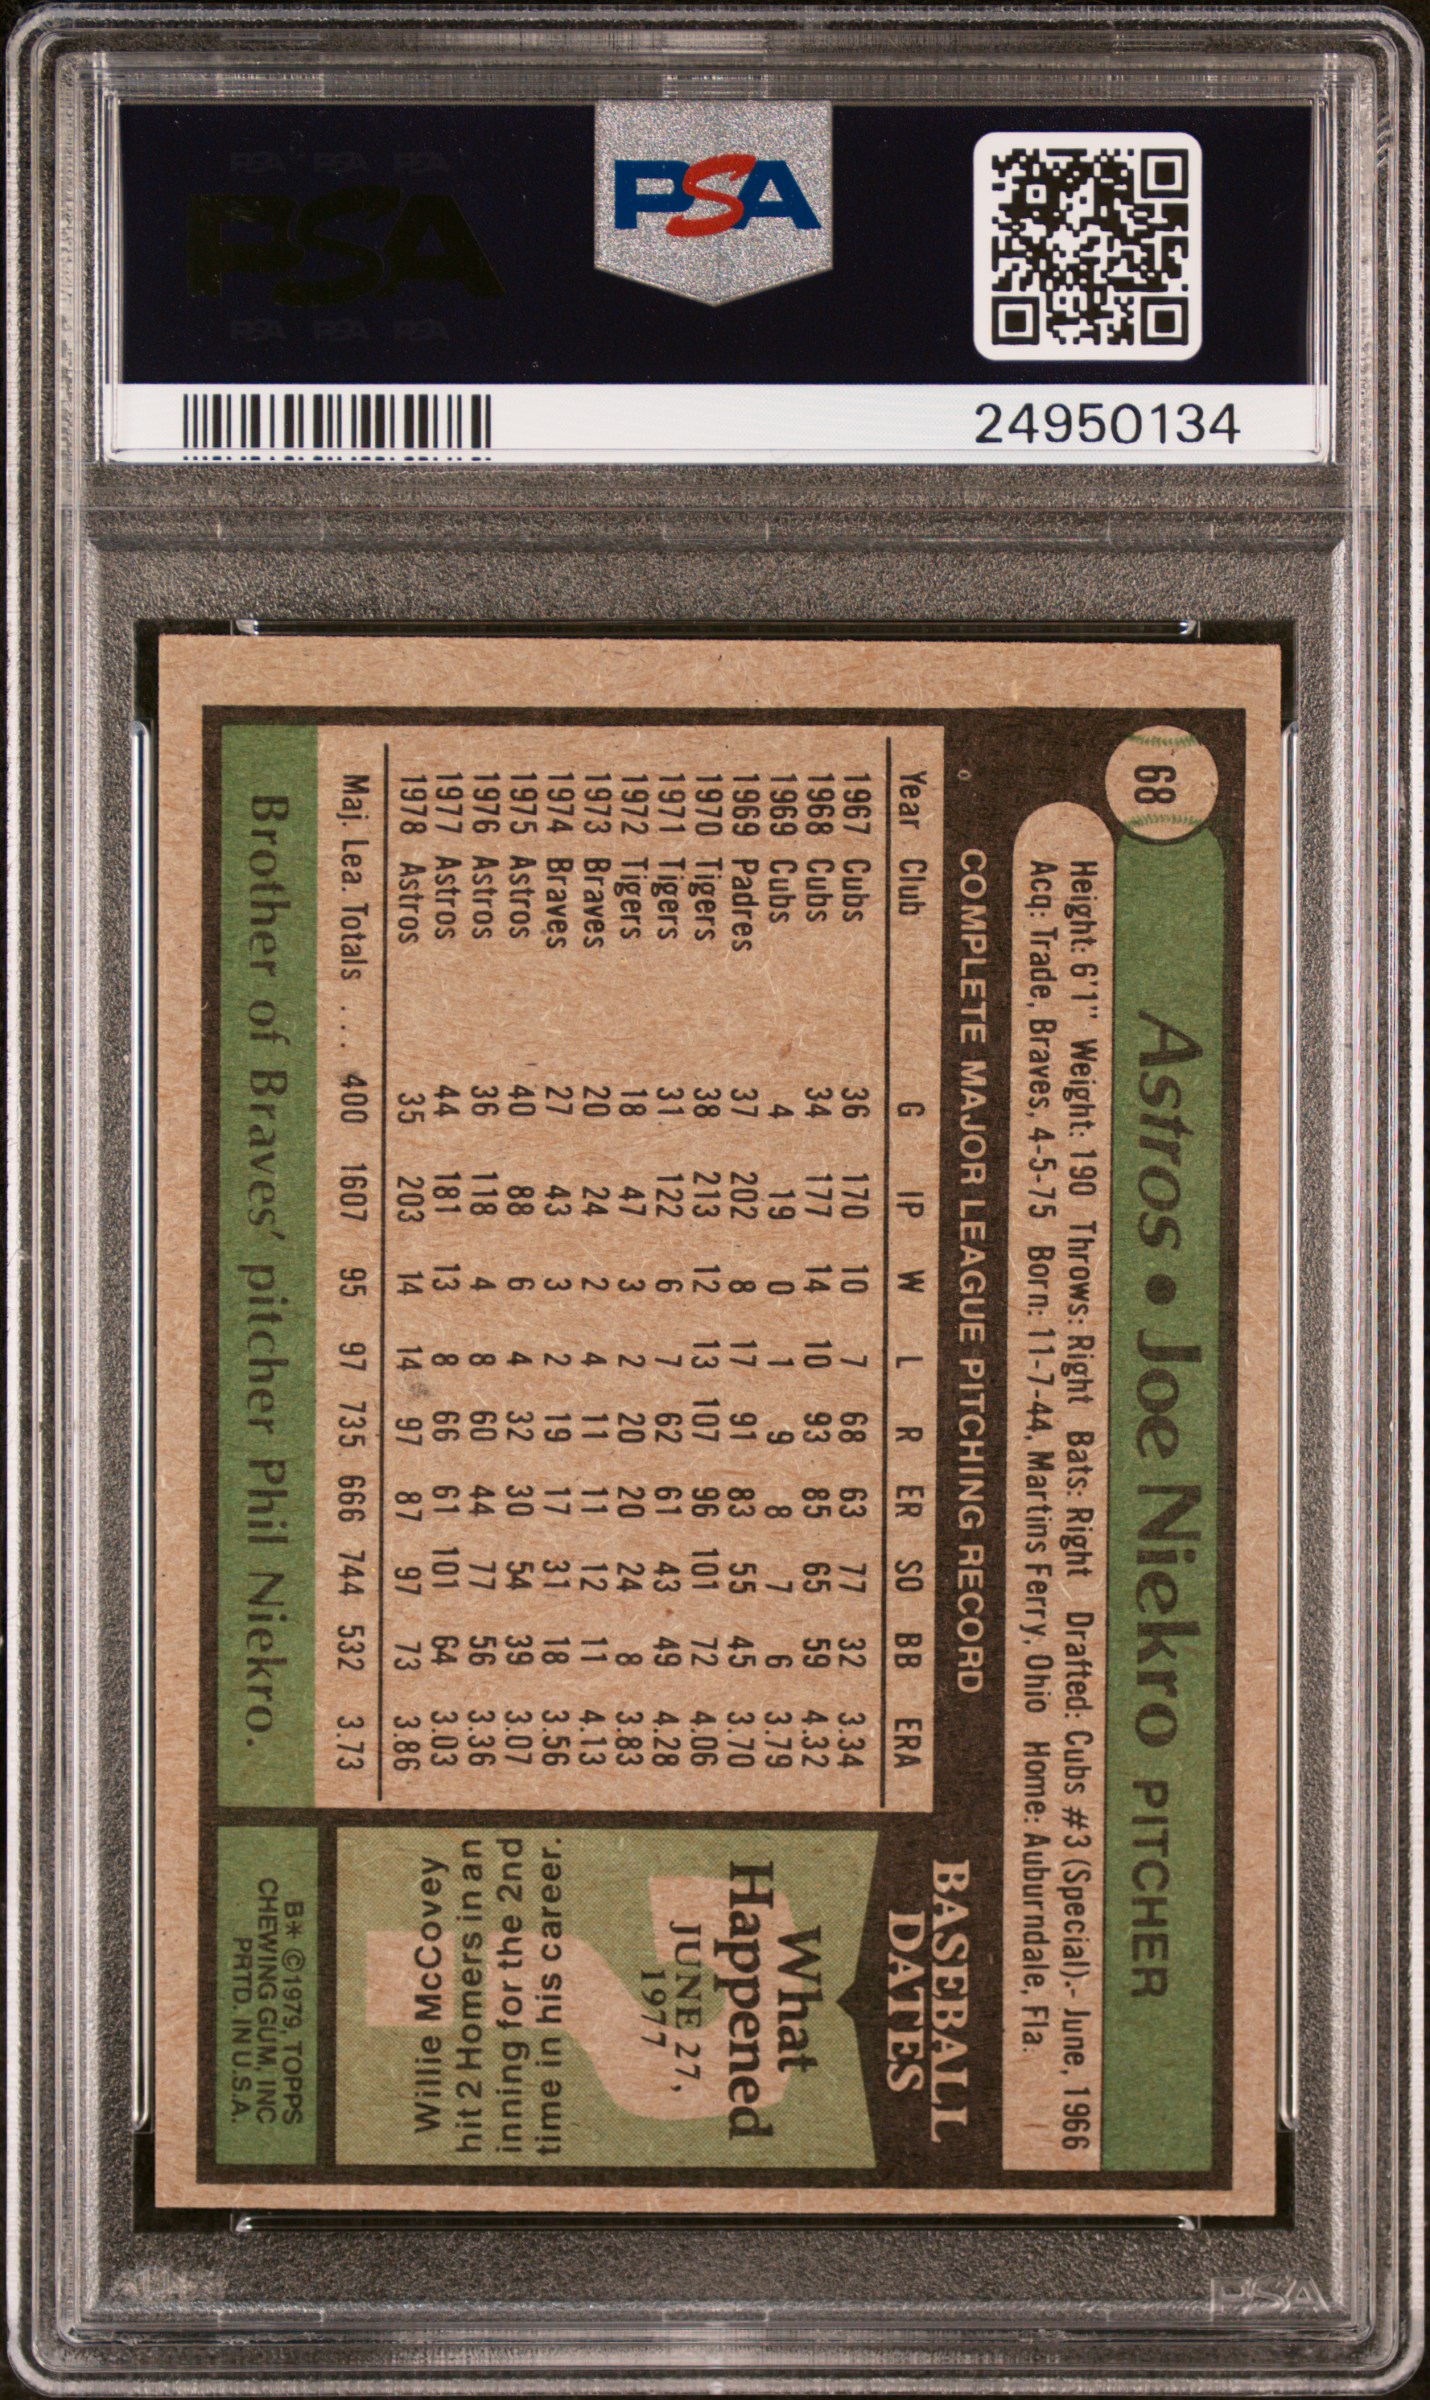 PSA PSA PSA
PSA
PSA PSA PSA
PSA
24950134
68
Astros • Joe Niekro PITCHER
Height: 6'1" Weight: 190 Throws: Right Bats: Right Drafted: Cubs #3 (Special)- June, 1966
Acq: Trade, Braves, 4-5-75 Born: 11-7-44, Martins Ferry, Ohio Home: Auburndale, Fla.
COMPLETE MAJOR LEAGUE PITCHING RECORD
Year Club G IP W L R ER SO BB ERA
1967 Cubs 36 170 10 7 68 63 77 32 3.34
1968 Cubs 34 177 14 10 93 85 65 59 4.32
1969 Cubs 4 19 0 1 9 8 7 6 3.79
1969 Padres 37 202 8 17 91 83 55 45 3.70
1970 Tigers 38 213 12 13 107 96 101 72 4.06
1971 Tigers 31 122 6 7 62 61 43 49 4.28
1972 Tigers 18 47 3 2 20 20 24 8 3.83
1973 Braves 20 24 2 4 11 11 12 11 4.13
1974 Braves 27 43 3 2 19 17 31 18 3.56
1975 Astros 40 88 6 4 32 30 54 39 3.07
1976 Astros 36 118 4 8 60 44 77 56 3.36
1977 Astros 44 181 13 8 66 61 101 64 3.03
1978 Astros 35 203 14 14 97 87 97 73 3.86
Maj. Lea. Totals . . . 400 1607 95 97 735 666 744 532 3.73
Brother of Braves' pitcher Phil Niekro.
BASEBALL
DATES
What
Happened
JUNE 27,
1977
?
Willie McCovey
hit 2 Homers in an
inning for the 2nd
time in his career.
B* ©1979, TOPPS
CHEWING GUM, INC
PRTD. IN U.S.A.
PSA